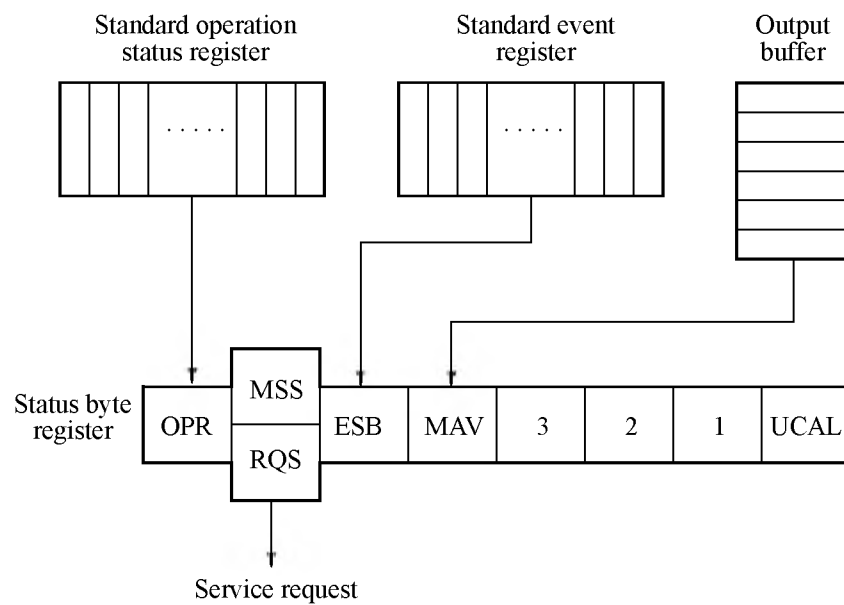 Standard operation
status register
Standard event
register
Output
buffer
. . . . .
. . . . .
Status byte
register
OPR
MSS
RQS
ESB
MAV
3
2
1
UCAL
Service request